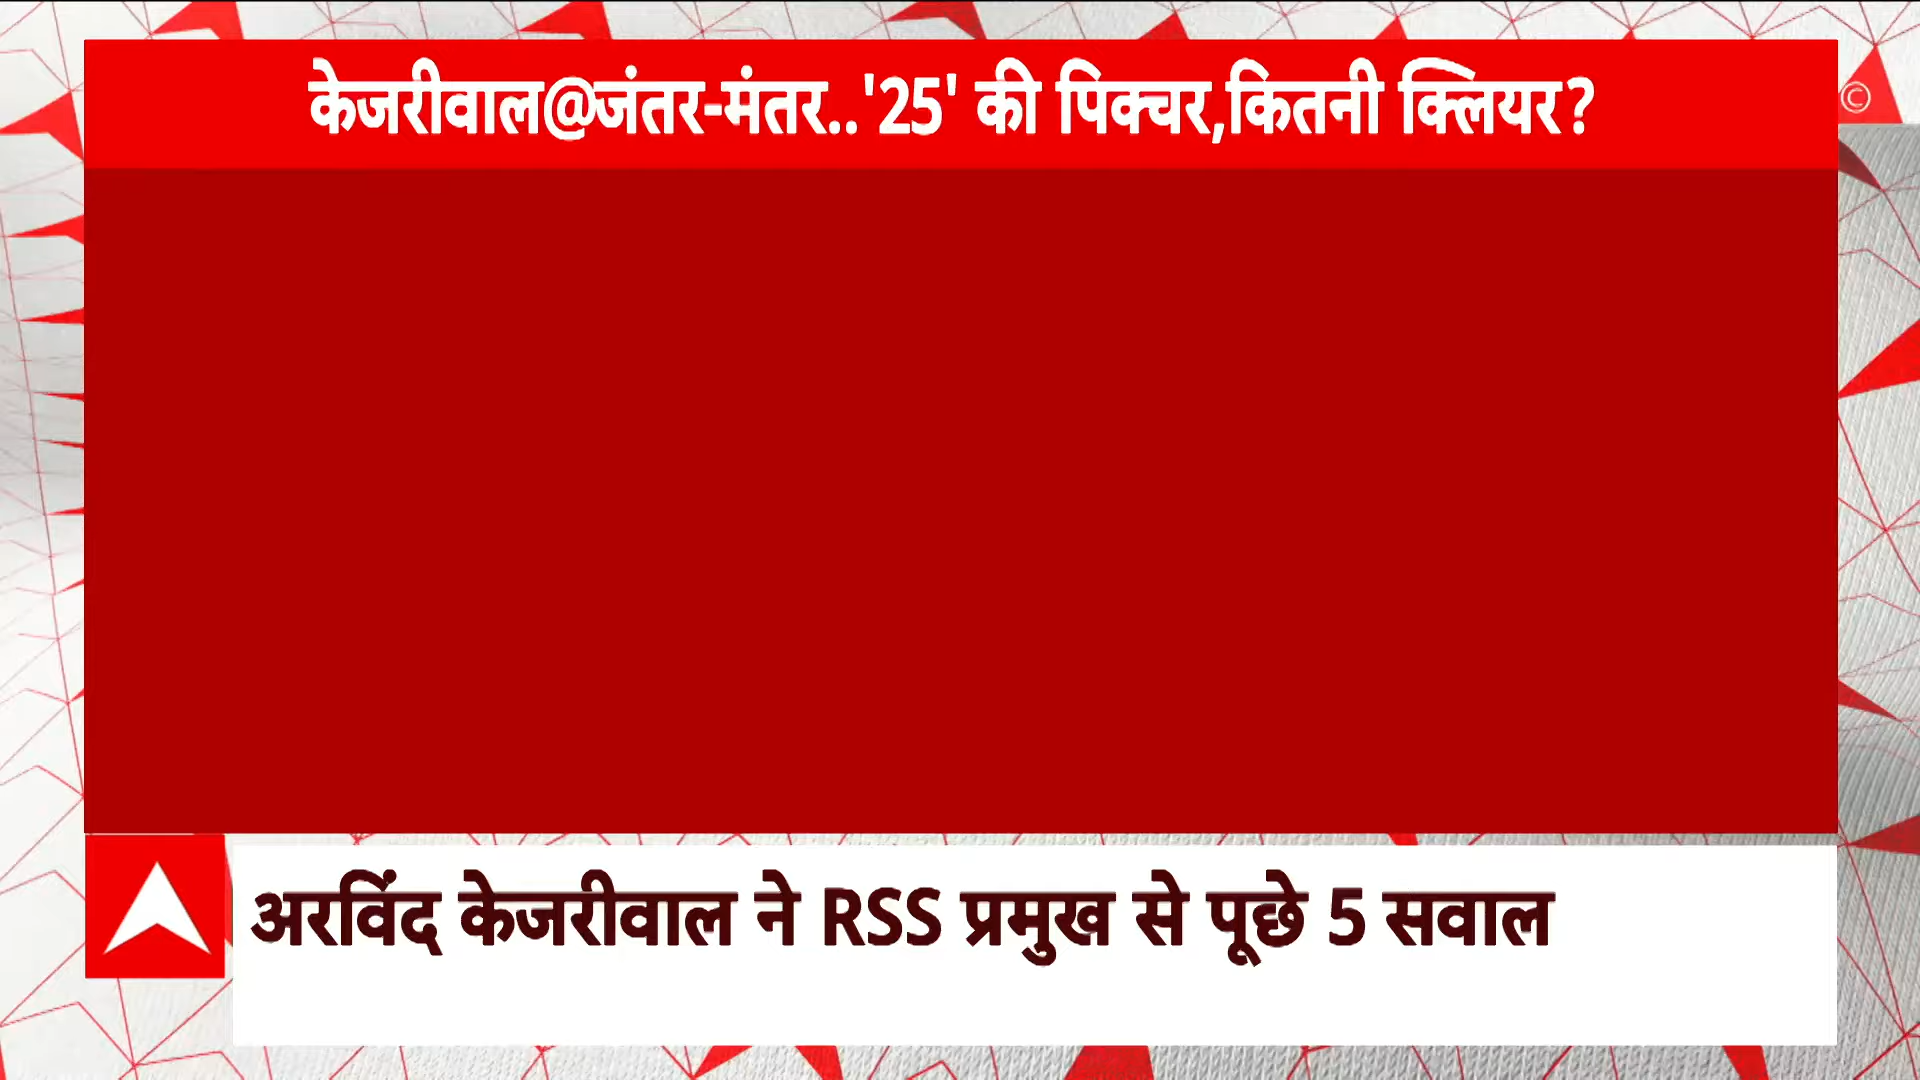 केजरीवाल@जंतर-मंतर..'25' की पिक्चर,कितनी क्लियर?
©
अरविंद केजरीवाल ने RSS प्रमुख से पूछे 5 सवाल